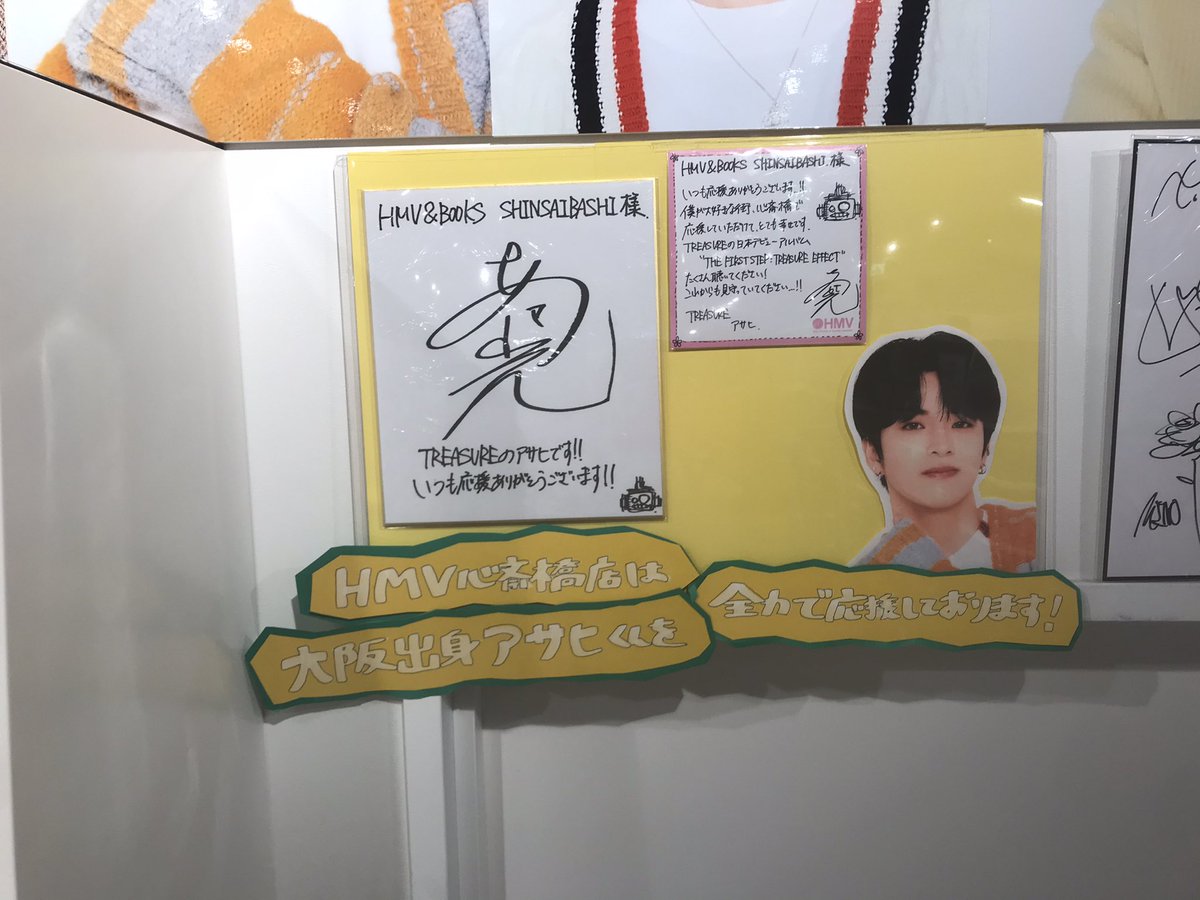 HMV&BOOKS SHINSAIBASHI 様.
TREASUREのアサヒです!!
いつも応援ありがとうございます!!
HMV&BOOKS SHINSAIBASHI 様
いつも応援ありがとうございます..!!
僕が大好きな街、心斎橋で
応援していただけて、とても幸せです.
TREASUREの日本デビューアルバム
"THE FIRST STEP : TREASURE EFFECT"
たくさん聴いてください!
これからも見守っていてください...!!
TREASURE
アサヒ.
HMV
HMV心斎橋店は
大阪出身アサヒくんを
全力で応援しております!